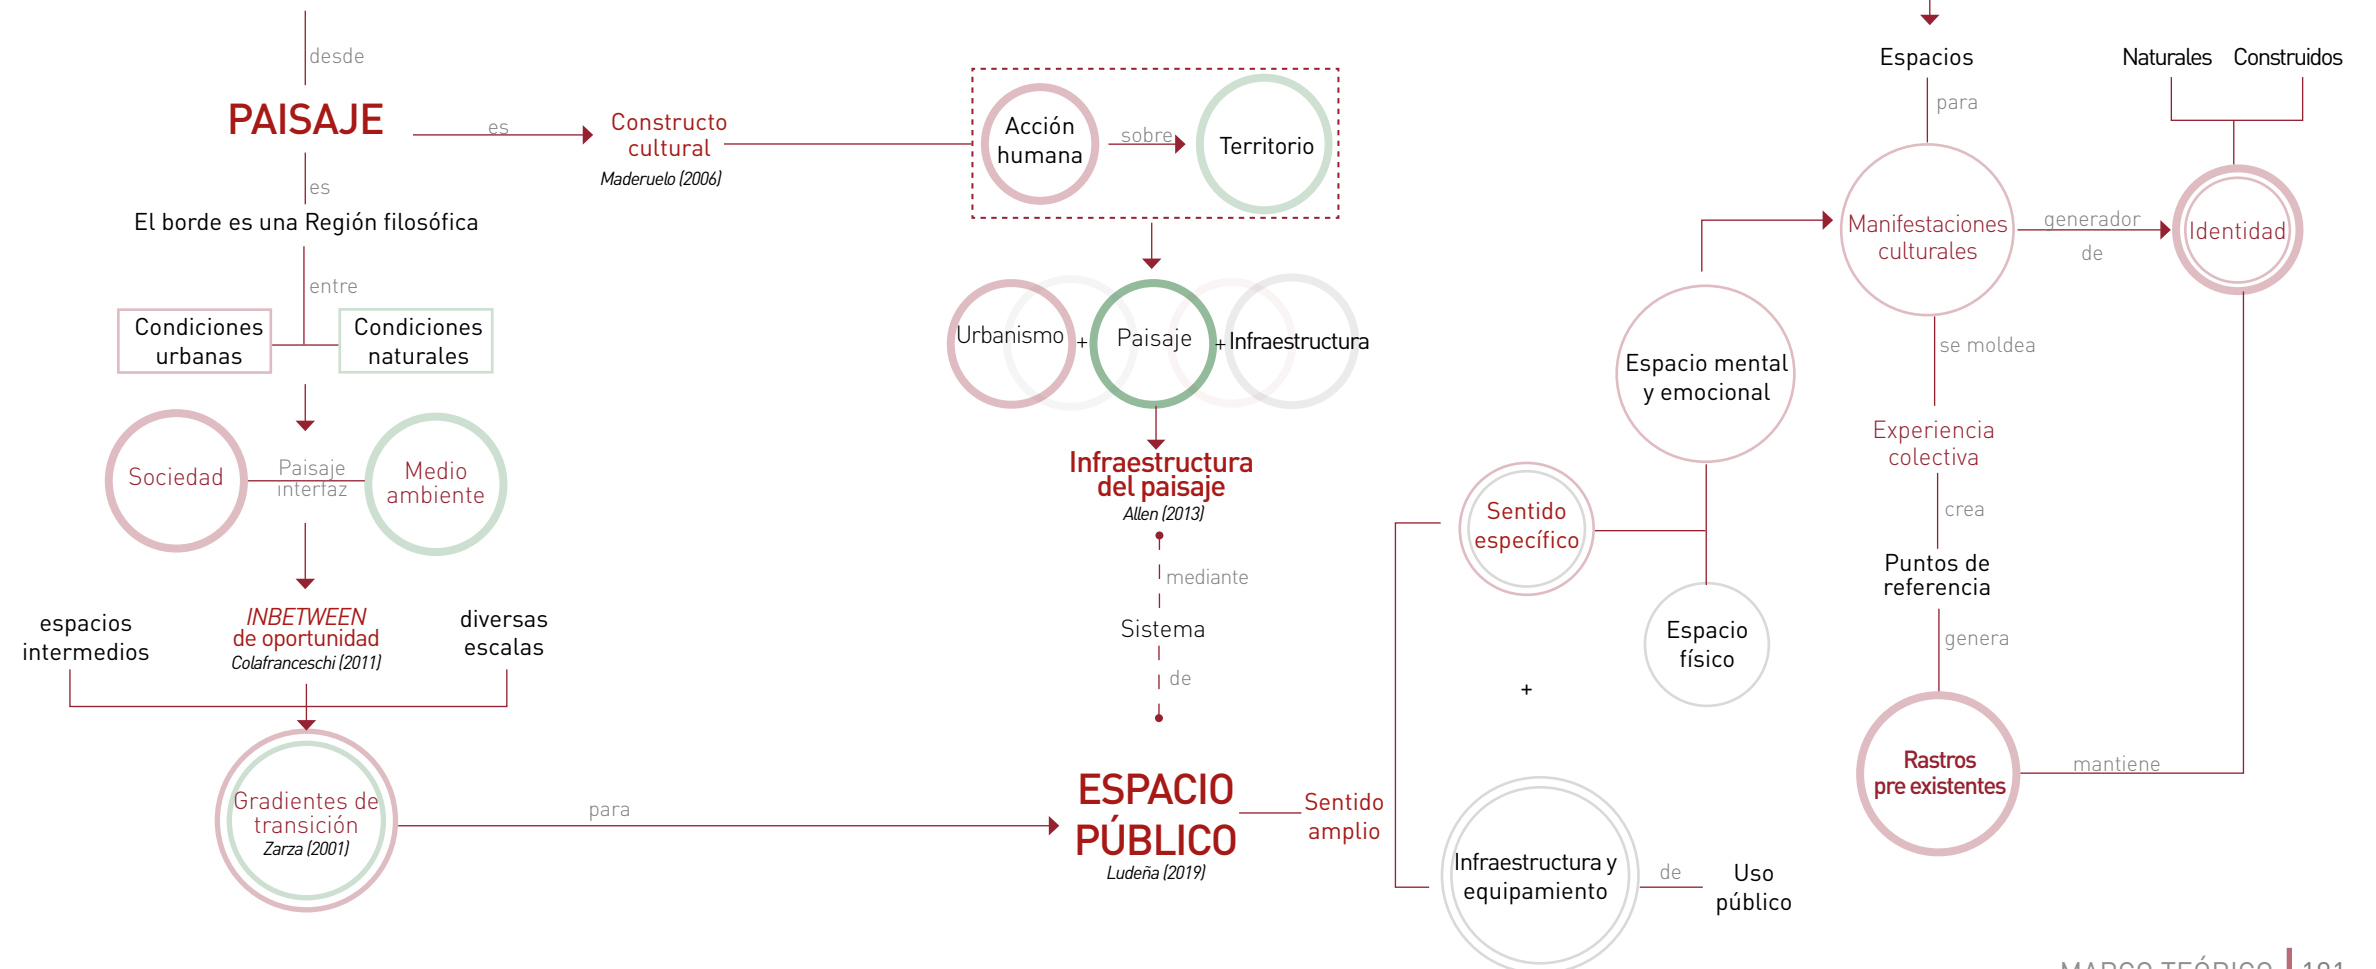 desde
PAISAJE
es
Constructo
cultural
Maderuelo (2006)
Acción
humana
sobre
Territorio
es
El borde es una Región filosófica
entre
Condiciones
urbanas
Condiciones
naturales
Sociedad
Paisaje
interfaz
Medio
ambiente
espacios
intermedios
INBETWEEN
de oportunidad
Colafranceschi (2011)
diversas
escalas
Gradientes de
transición
Zarza (2001)
para
Urbanismo
+
Paisaje
+
Infraestructura
Infraestructura
del paisaje
Allen (2013)
mediante
Sistema
de
ESPACIO
PÚBLICO
Ludeña (2019)
Sentido
amplio
Sentido
específico
+
Infraestructura y
equipamiento
de
Uso
público
Espacio mental
y emocional
Espacio
físico
Espacios
para
Manifestaciones
culturales
generador
de
Naturales
Construidos
Identidad
se moldea
Experiencia
colectiva
crea
Puntos de
referencia
genera
Rastros
pre existentes
mantiene
MARCO TEÓRICO
181